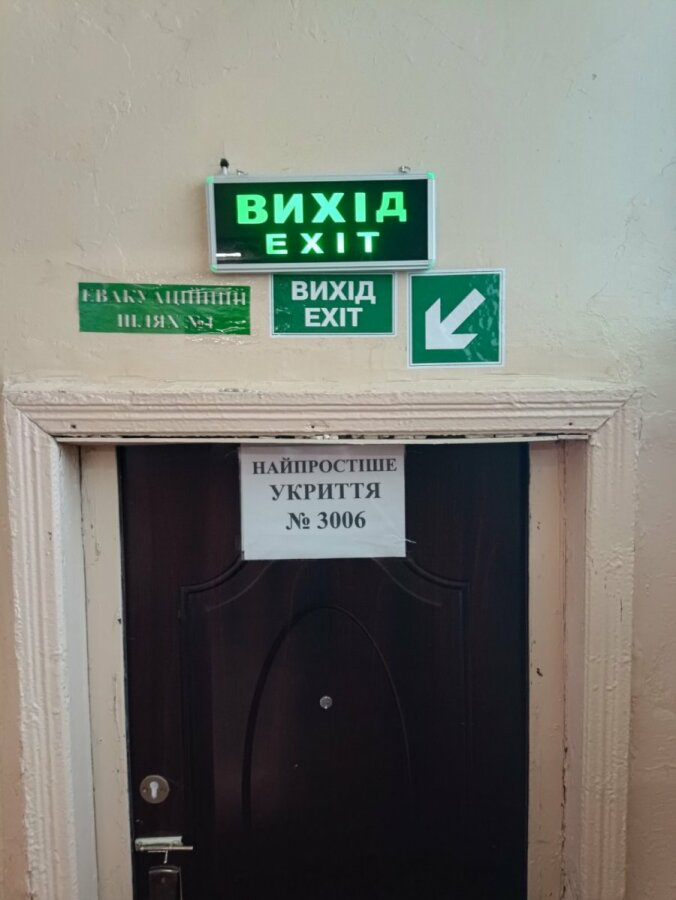 ВИХІД
EXIT
ЕВАКУАЦІЙНИЙ
ШЛЯХ №1
ВИХІД
EXIT
НАЙПРОСТІШЕ
УКРИТТЯ
№ 3006